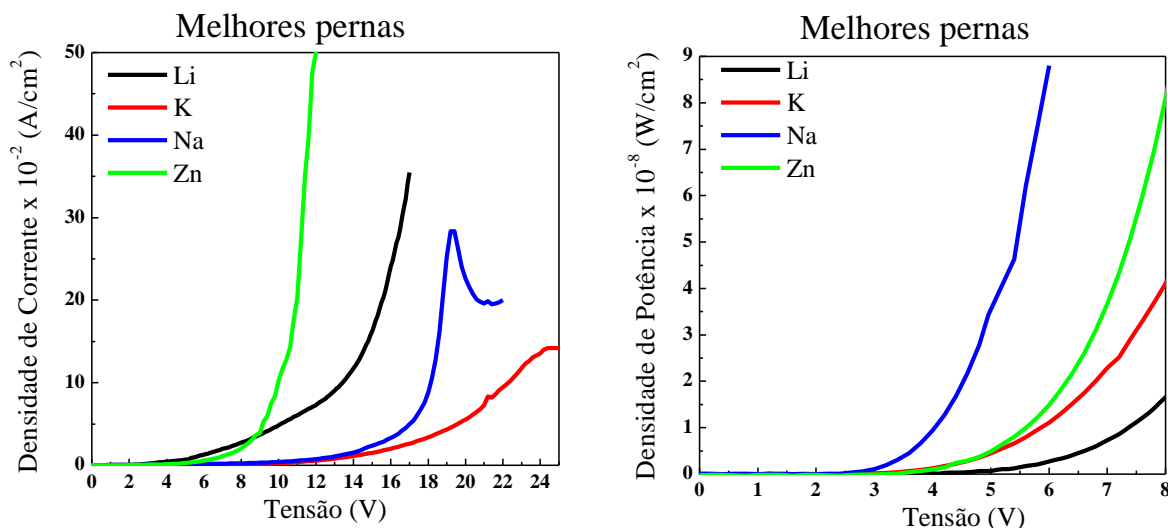 Melhores pernas
Densidade de Corrente x 10⁻² (A/cm²)
50
40
30
20
10
0
Li
K
Na
Zn
0 2 4 6 8 10 12 14 16 18 20 22 24
Tensão (V)
Melhores pernas
Densidade de Potência x 10⁻⁸ (W/cm²)
9
8
7
6
5
4
3
2
1
0
Li
K
Na
Zn
0 1 2 3 4 5 6 7 8
Tensão (V)